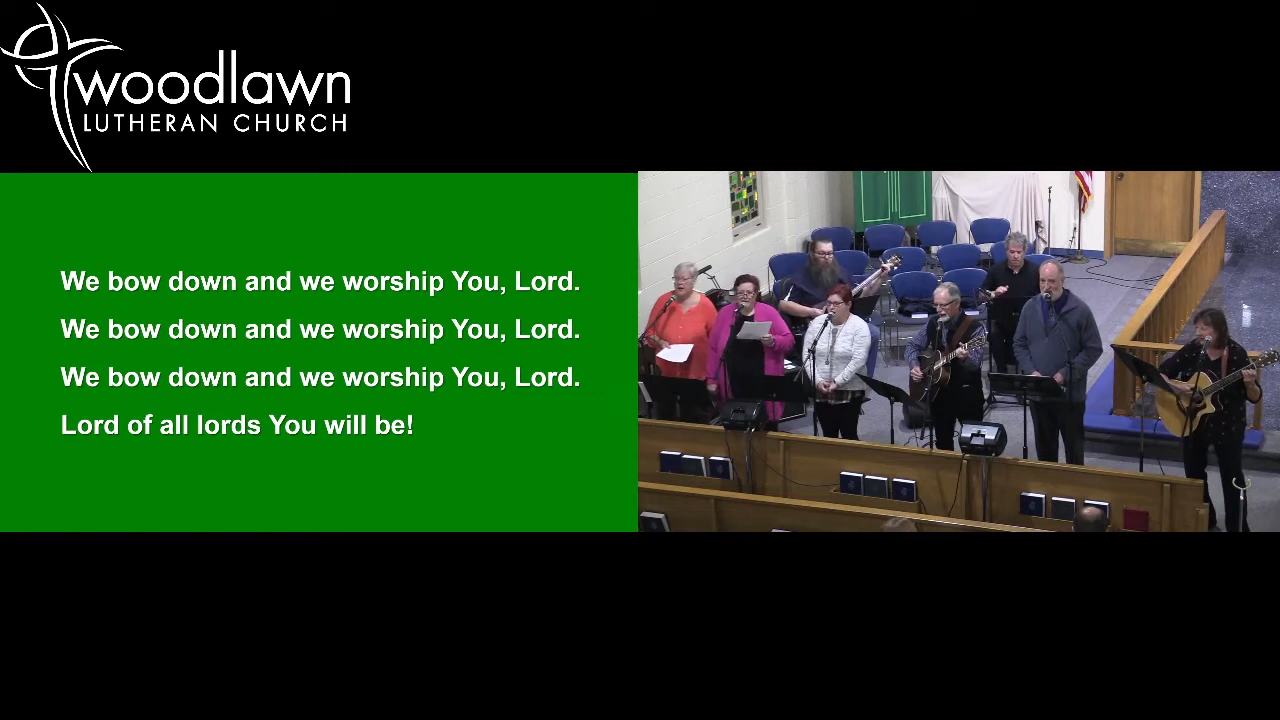 woodlawn
LUTHERAN CHURCH
We bow down and we worship You, Lord.
We bow down and we worship You, Lord.
We bow down and we worship You, Lord.
Lord of all lords You will be!